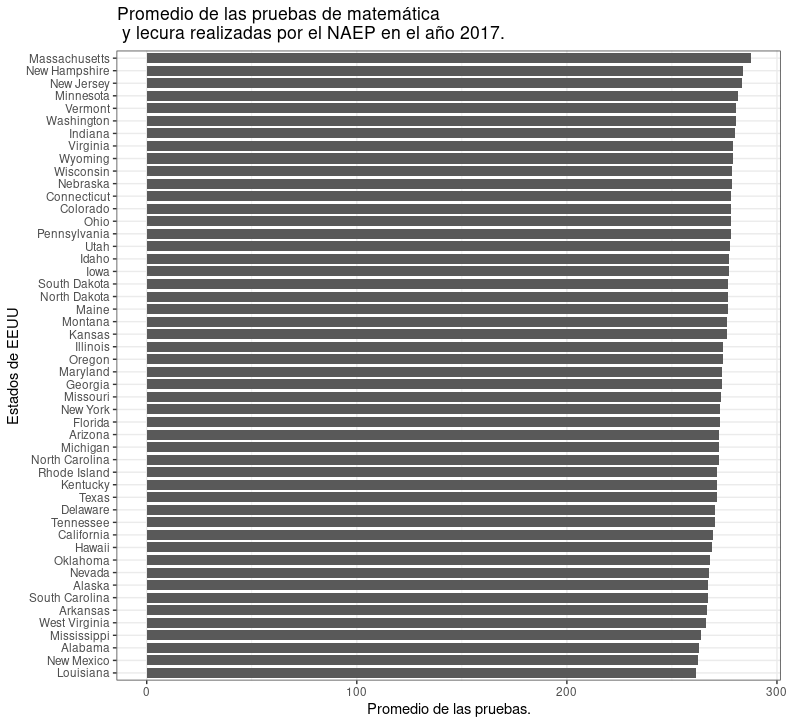 Promedio de las pruebas de matemática
y lecura realizadas por el NAEP en el año 2017.
Massachusetts
New Hampshire
New Jersey
Minnesota
Vermont
Washington
Indiana
Virginia
Wyoming
Wisconsin
Nebraska
Connecticut
Colorado
Ohio
Pennsylvania
Utah
Idaho
Iowa
South Dakota
North Dakota
Maine
Montana
Kansas
Illinois
Oregon
Maryland
Georgia
Missouri
New York
Florida
Arizona
Michigan
North Carolina
Rhode Island
Kentucky
Texas
Delaware
Tennessee
California
Hawaii
Oklahoma
Nevada
Alaska
South Carolina
Arkansas
West Virginia
Mississippi
Alabama
New Mexico
Louisiana
Estados de EEUU
0 100 200 300
Promedio de las pruebas.